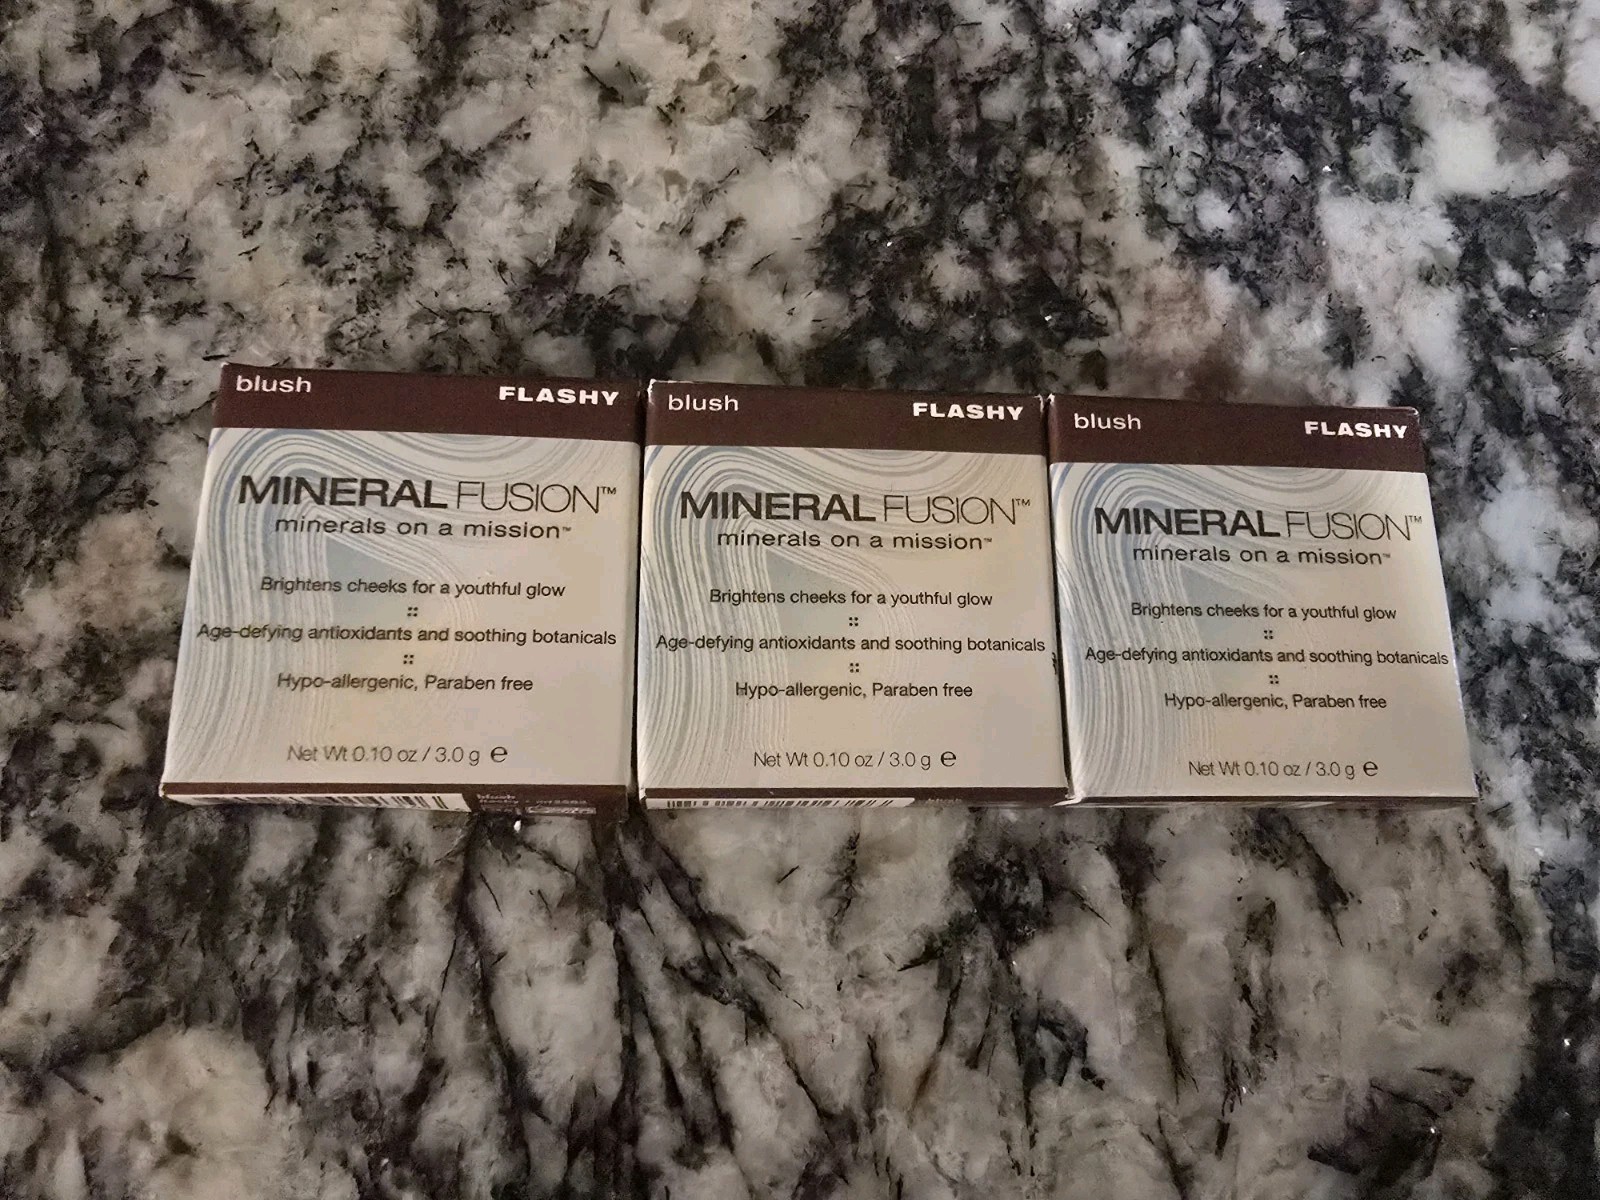 blush FLASHY
MINERAL FUSION™
minerals on a mission™
Brightens cheeks for a youthful glow
Age-defying antioxidants and soothing botanicals
Hypo-allergenic, Paraben free
Net Wt 0.10 oz / 3.0 g ℮
blush
blush FLASHY
MINERAL FUSION™
minerals on a mission™
Brightens cheeks for a youthful glow
Age-defying antioxidants and soothing botanicals
Hypo-allergenic, Paraben free
Net Wt 0.10 oz / 3.0 g ℮
blush FLASHY
MINERAL FUSION™
minerals on a mission™
Brightens cheeks for a youthful glow
Age-defying antioxidants and soothing botanicals
Hypo-allergenic, Paraben free
Net Wt 0.10 oz / 3.0 g ℮